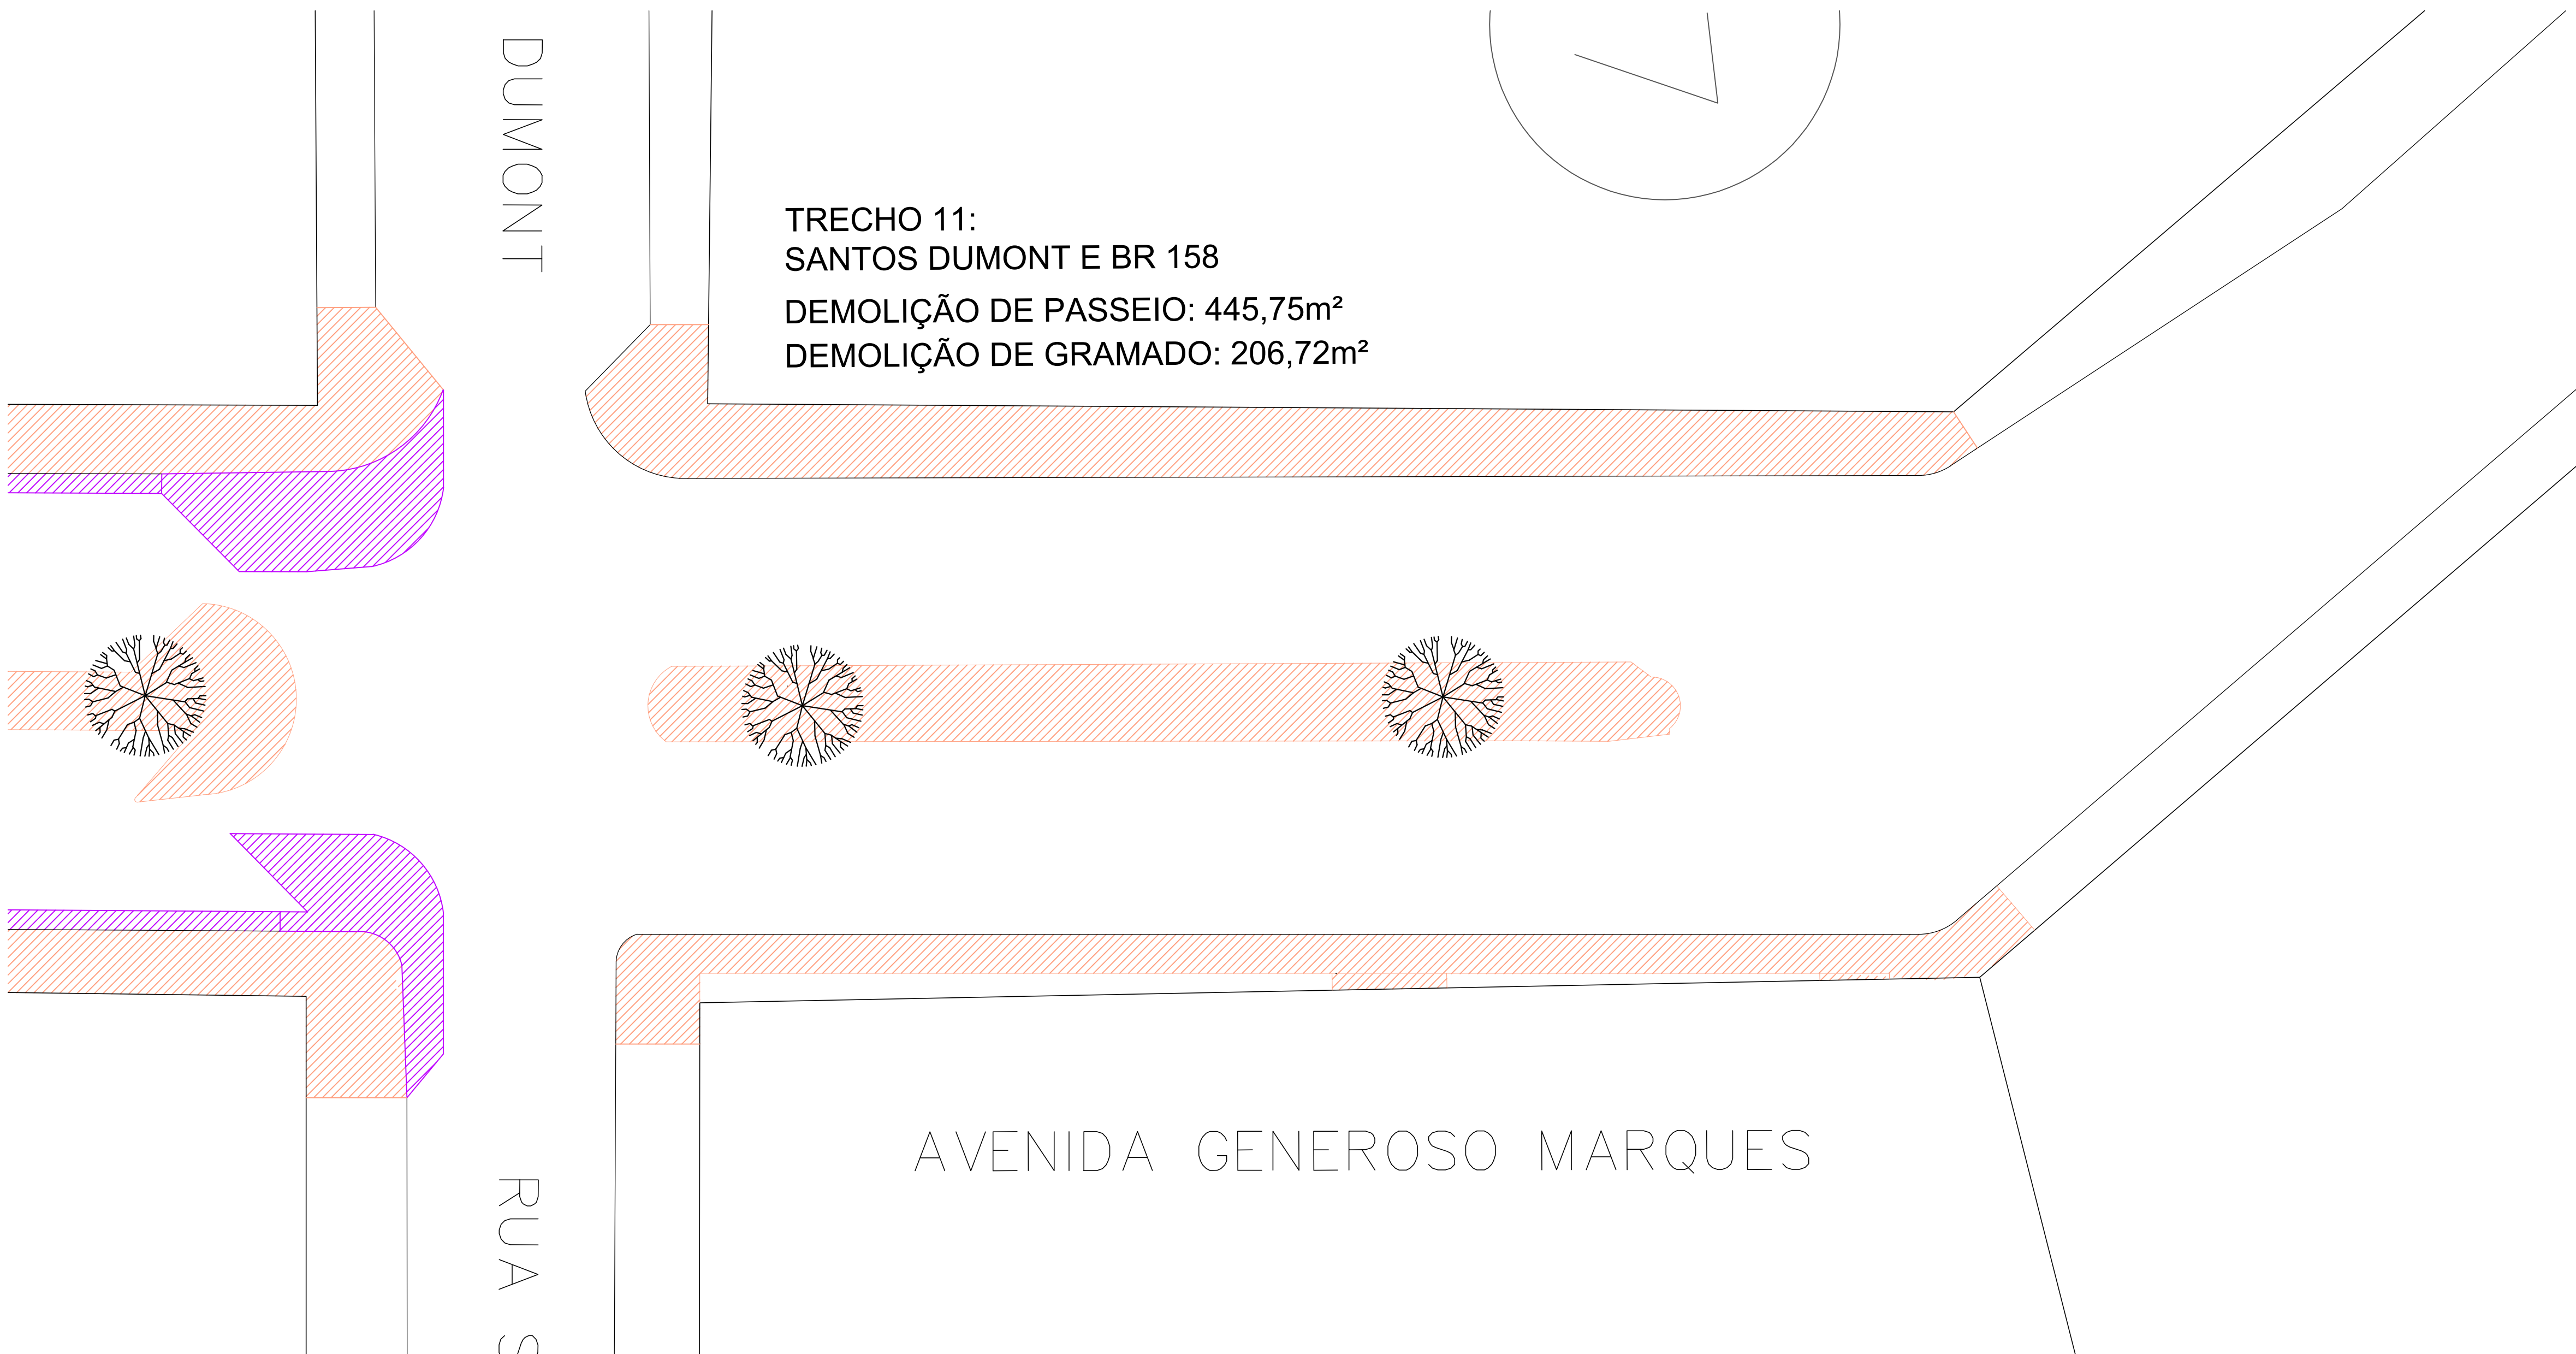 DUMONT
TRECHO 11:
SANTOS DUMONT E BR 158
DEMOLIÇÃO DE PASSEIO: 445,75m²
DEMOLIÇÃO DE GRAMADO: 206,72m²
AVENIDA GENEROSO MARQUES
RUA S